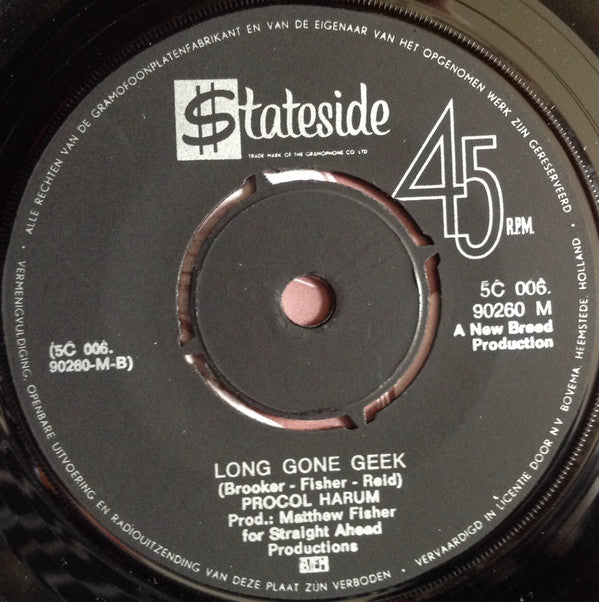 ALLE RECHTEN VAN DE GRAMOFOONPLATENFABRIKANT EN VAN DE EIGENAAR VAN HET OPGENOMEN WERK ZIJN GERESERVEERD
$tateside
TRADE MARK OF THE GRAMOPHONE CO LTD
45
R.P.M.
5C 006.
90260 M
A New Breed
Production
(5C 006.
90260-M-B)
LONG GONE GEEK
(Brooker - Fisher - Reid)
PROCOL HARUM
Prod.: Matthew Fisher
for Straight Ahead
Productions
VERMENIGVULDIGING, OPENBARE UITVOERING EN RADIOUITZENDING VAN DEZE PLAAT ZIJN VERBODEN - VERVAARDIGD IN LICENTIE DOOR N.V. BOVEMA, HEEMSTEDE, HOLLAND.